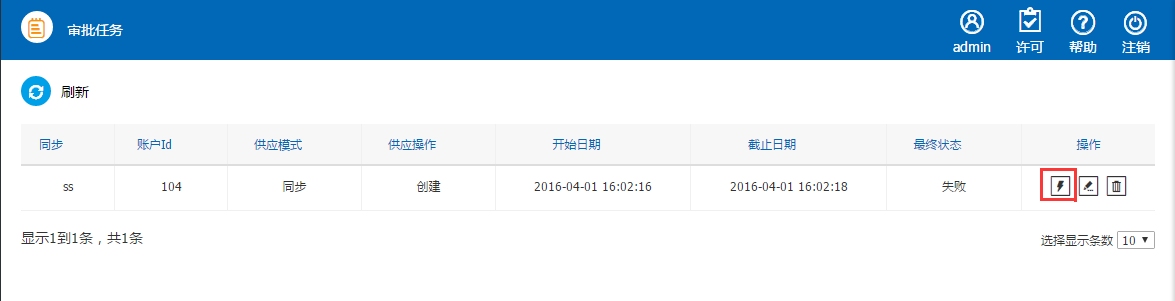 审批任务
admin 许可 帮助 注销
刷新
同步 账户Id 供应模式 供应操作 开始日期 截止日期 最终状态 操作
ss 104 同步 创建 2016-04-01 16:02:16 2016-04-01 16:02:18 失败
显示1到1条，共1条
选择显示条数 10